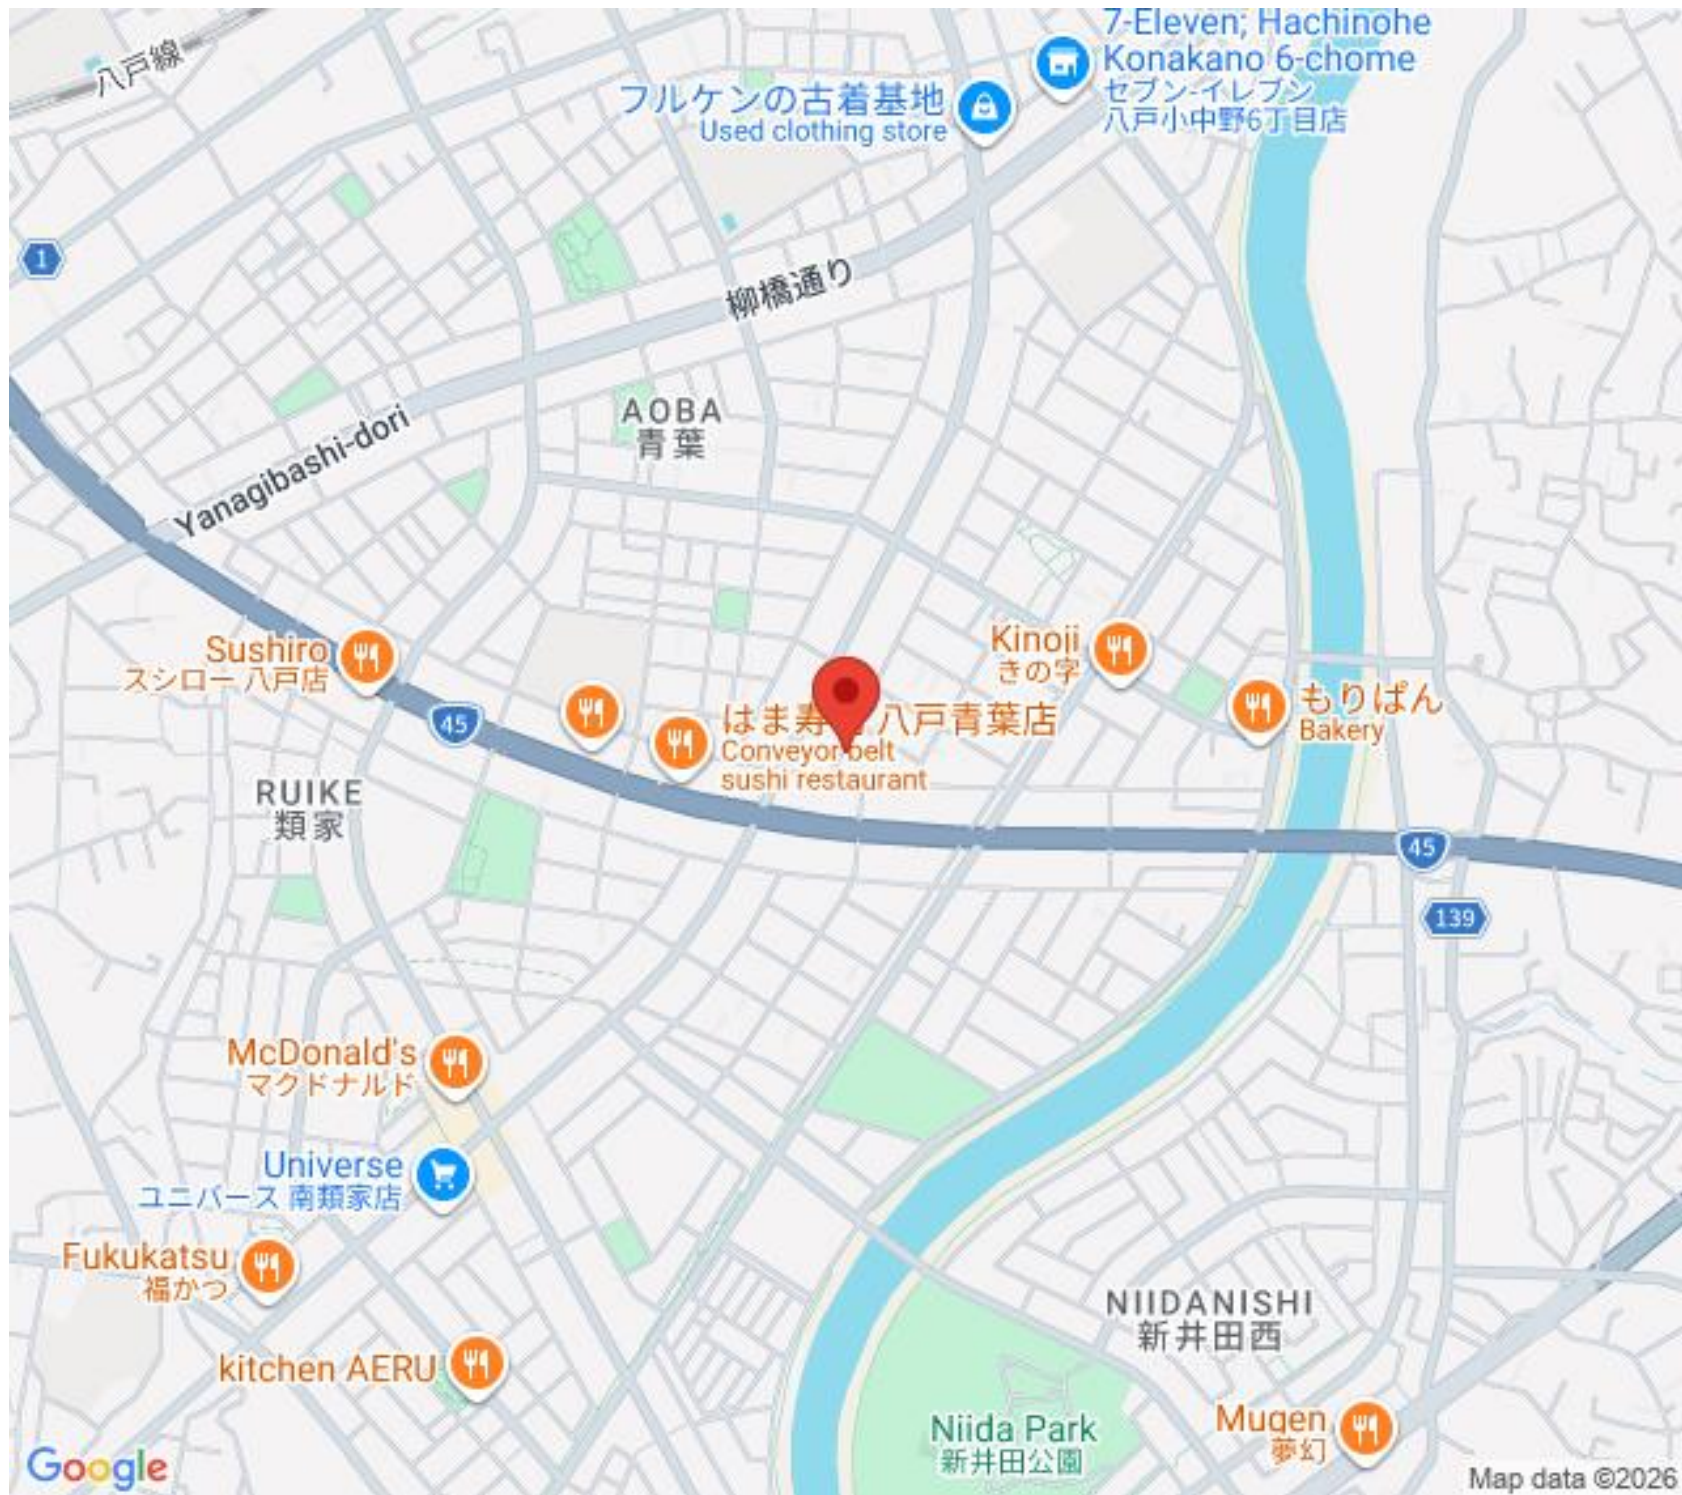 7-Eleven; Hachinohe
Konakano 6-chome
セブン-イレブン
八戸小中野6丁目店
八戸線
フルケンの古着基地
Used clothing store
1
柳橋通り
AOBA
青葉
Yanagibashi-dori
Sushiro
スシロー 八戸店
Kinoji
きの字
もりぱん
Bakery
45
はま寿
八戸青葉店
Conveyor belt
sushi restaurant
RUIKE
類家
45
139
McDonald's
マクドナルド
Universe
ユニバース 南類家店
Fukukatsu
福かつ
NIIDANISHI
新井田西
kitchen AERU
Niida Park
新井田公園
Mugen
夢幻
Google
Map data ©2026